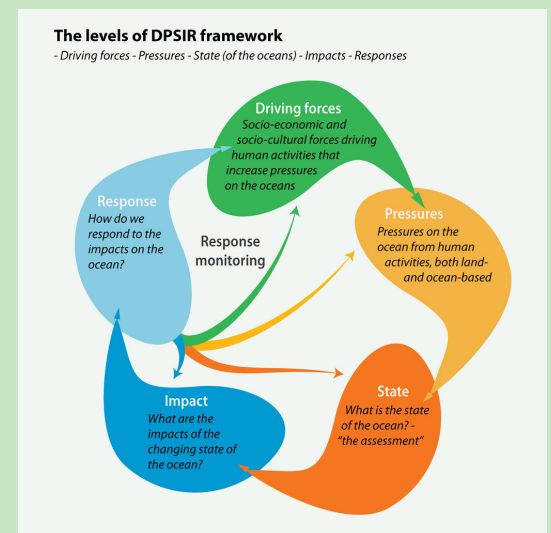 The levels of DPSIR framework
- Driving forces - Pressures - State (of the oceans) - Impacts - Responses
Driving forces
Socio-economic and
socio-cultural forces driving
human activities that
increase pressures
on the oceans
Response
How do we
respond to the
impacts on the
ocean?
Response
monitoring
Pressures
Pressures on the
ocean from human
activities, both land-
and ocean-based
Impact
What are the
impacts of the
changing state of
the ocean?
State
What is the state
of the ocean? -
“the assessment”